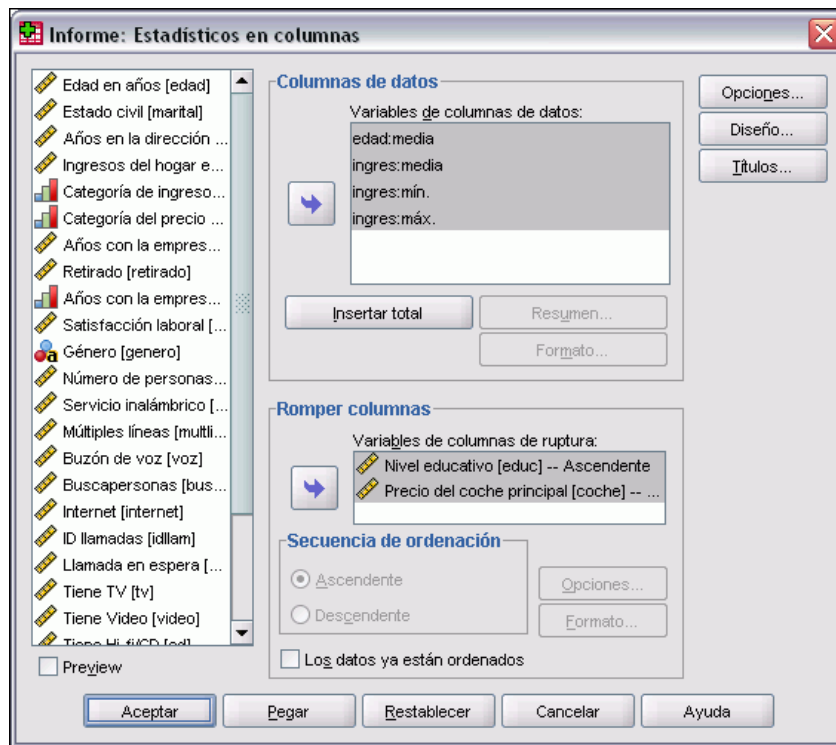 Informe: Estadísticos en columnas
Edad en años [edad]
Estado civil [marital]
Años en la dirección ...
Ingresos del hogar e...
Categoría de ingreso...
Categoría del precio ...
Años con la empres...
Retirado [retirado]
Años con la empres...
Satisfacción laboral [...
Género [genero]
Número de personas...
Servicio inalámbrico [...
Múltiples líneas [multli...
Buzón de voz [voz]
Buscapersonas [bus...
Internet [internet]
ID llamadas [idllam]
Llamada en espera [...
Tiene TV [tv]
Tiene Video [video]
Tiene Hi-fi/CD [cd]
Preview
Columnas de datos
Variables de columnas de datos:
edad:media
ingres:media
ingres:mín.
ingres:máx.
Insertar total
Resumen...
Formato...
Romper columnas
Variables de columnas de ruptura:
Nivel educativo [educ] -- Ascendente
Precio del coche principal [coche] -- ...
Secuencia de ordenación
Ascendente
Descendente
Opciones...
Formato...
Los datos ya están ordenados
Opciones...
Diseño...
Títulos...
Aceptar
Pegar
Restablecer
Cancelar
Ayuda